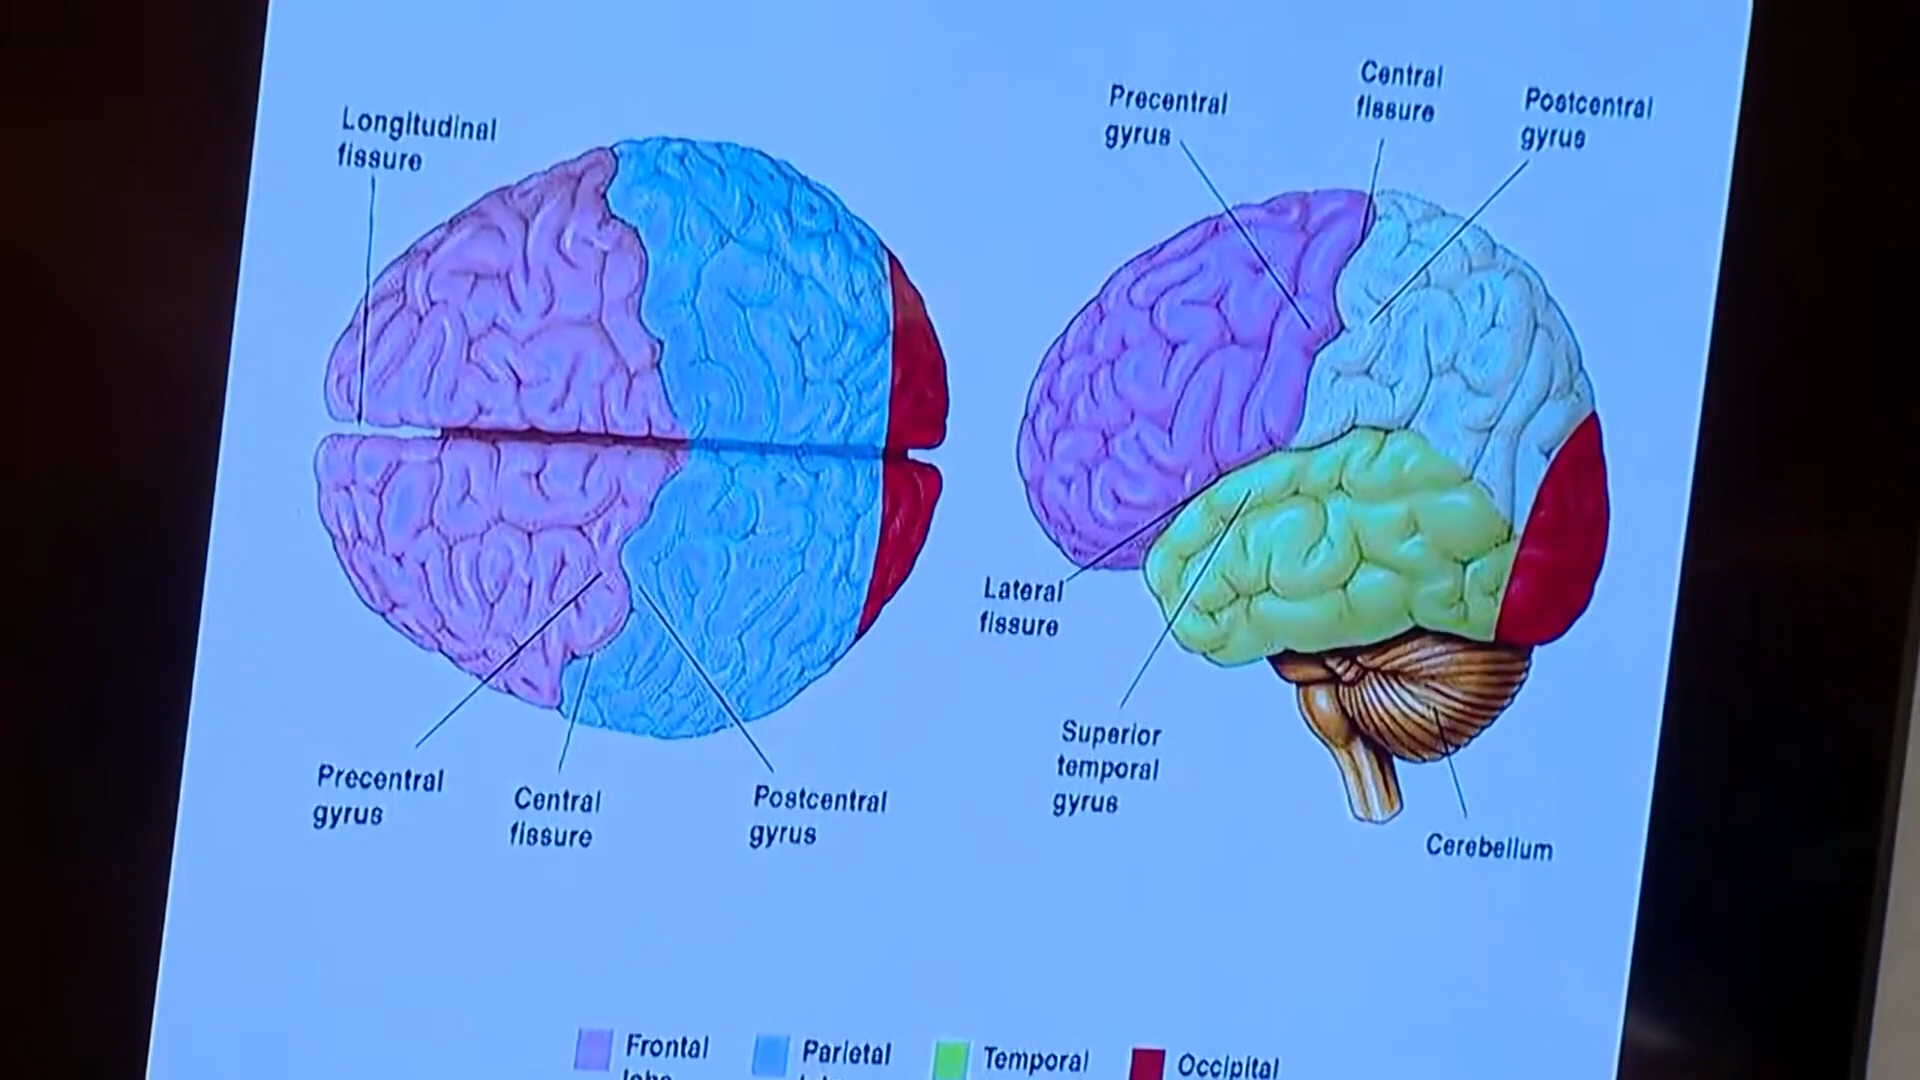 Longitudinal
fissure
Precentral
gyrus
Central
fissure
Postcentral
gyrus
Precentral
gyrus
Central
fissure
Postcentral
gyrus
Lateral
fissure
Superior
temporal
gyrus
Cerebellum
Frontal
Parietal
Temporal
Occipital